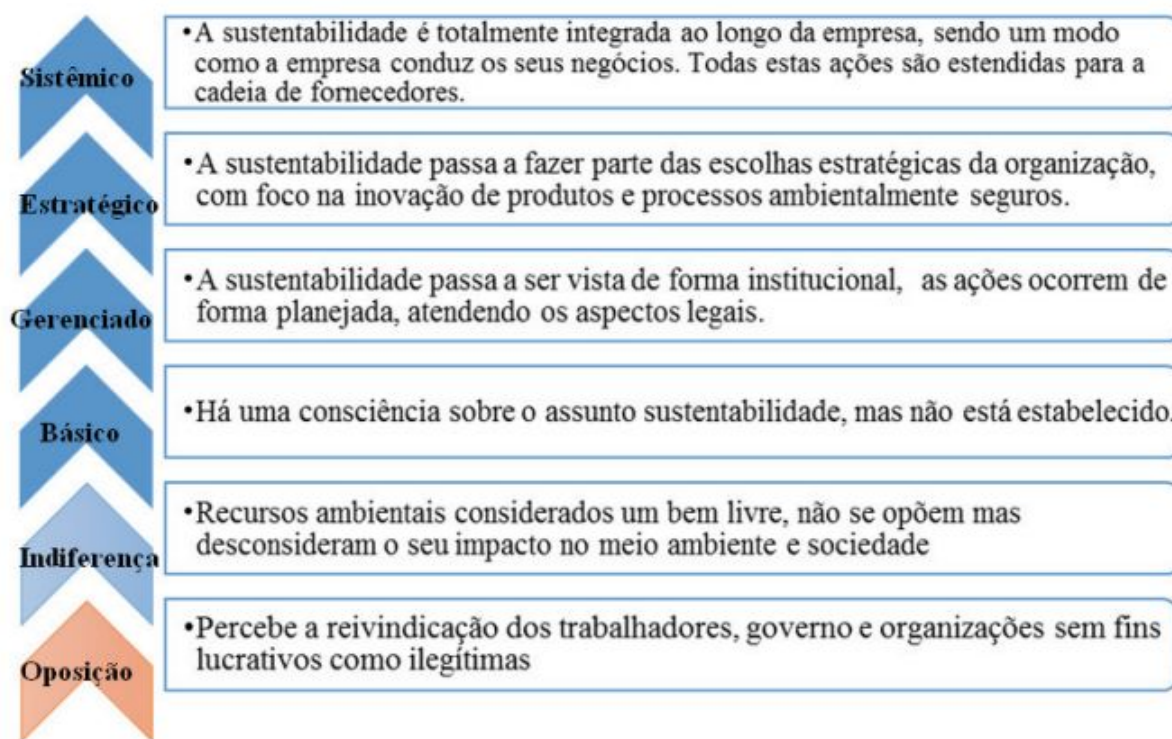 Sistêmico
•A sustentabilidade é totalmente integrada ao longo da empresa, sendo um modo
como a empresa conduz os seus negócios. Todas estas ações são estendidas para a
cadeia de fornecedores.
Estratégico
•A sustentabilidade passa a fazer parte das escolhas estratégicas da organização,
com foco na inovação de produtos e processos ambientalmente seguros.
Gerenciado
•A sustentabilidade passa a ser vista de forma institucional, as ações ocorrem de
forma planejada, atendendo os aspectos legais.
Básico
•Há uma consciência sobre o assunto sustentabilidade, mas não está estabelecido.
Indiferença
•Recursos ambientais considerados um bem livre, não se opõem mas
desconsideram o seu impacto no meio ambiente e sociedade
Oposição
•Percebe a reivindicação dos trabalhadores, governo e organizações sem fins
lucrativos como ilegítimas